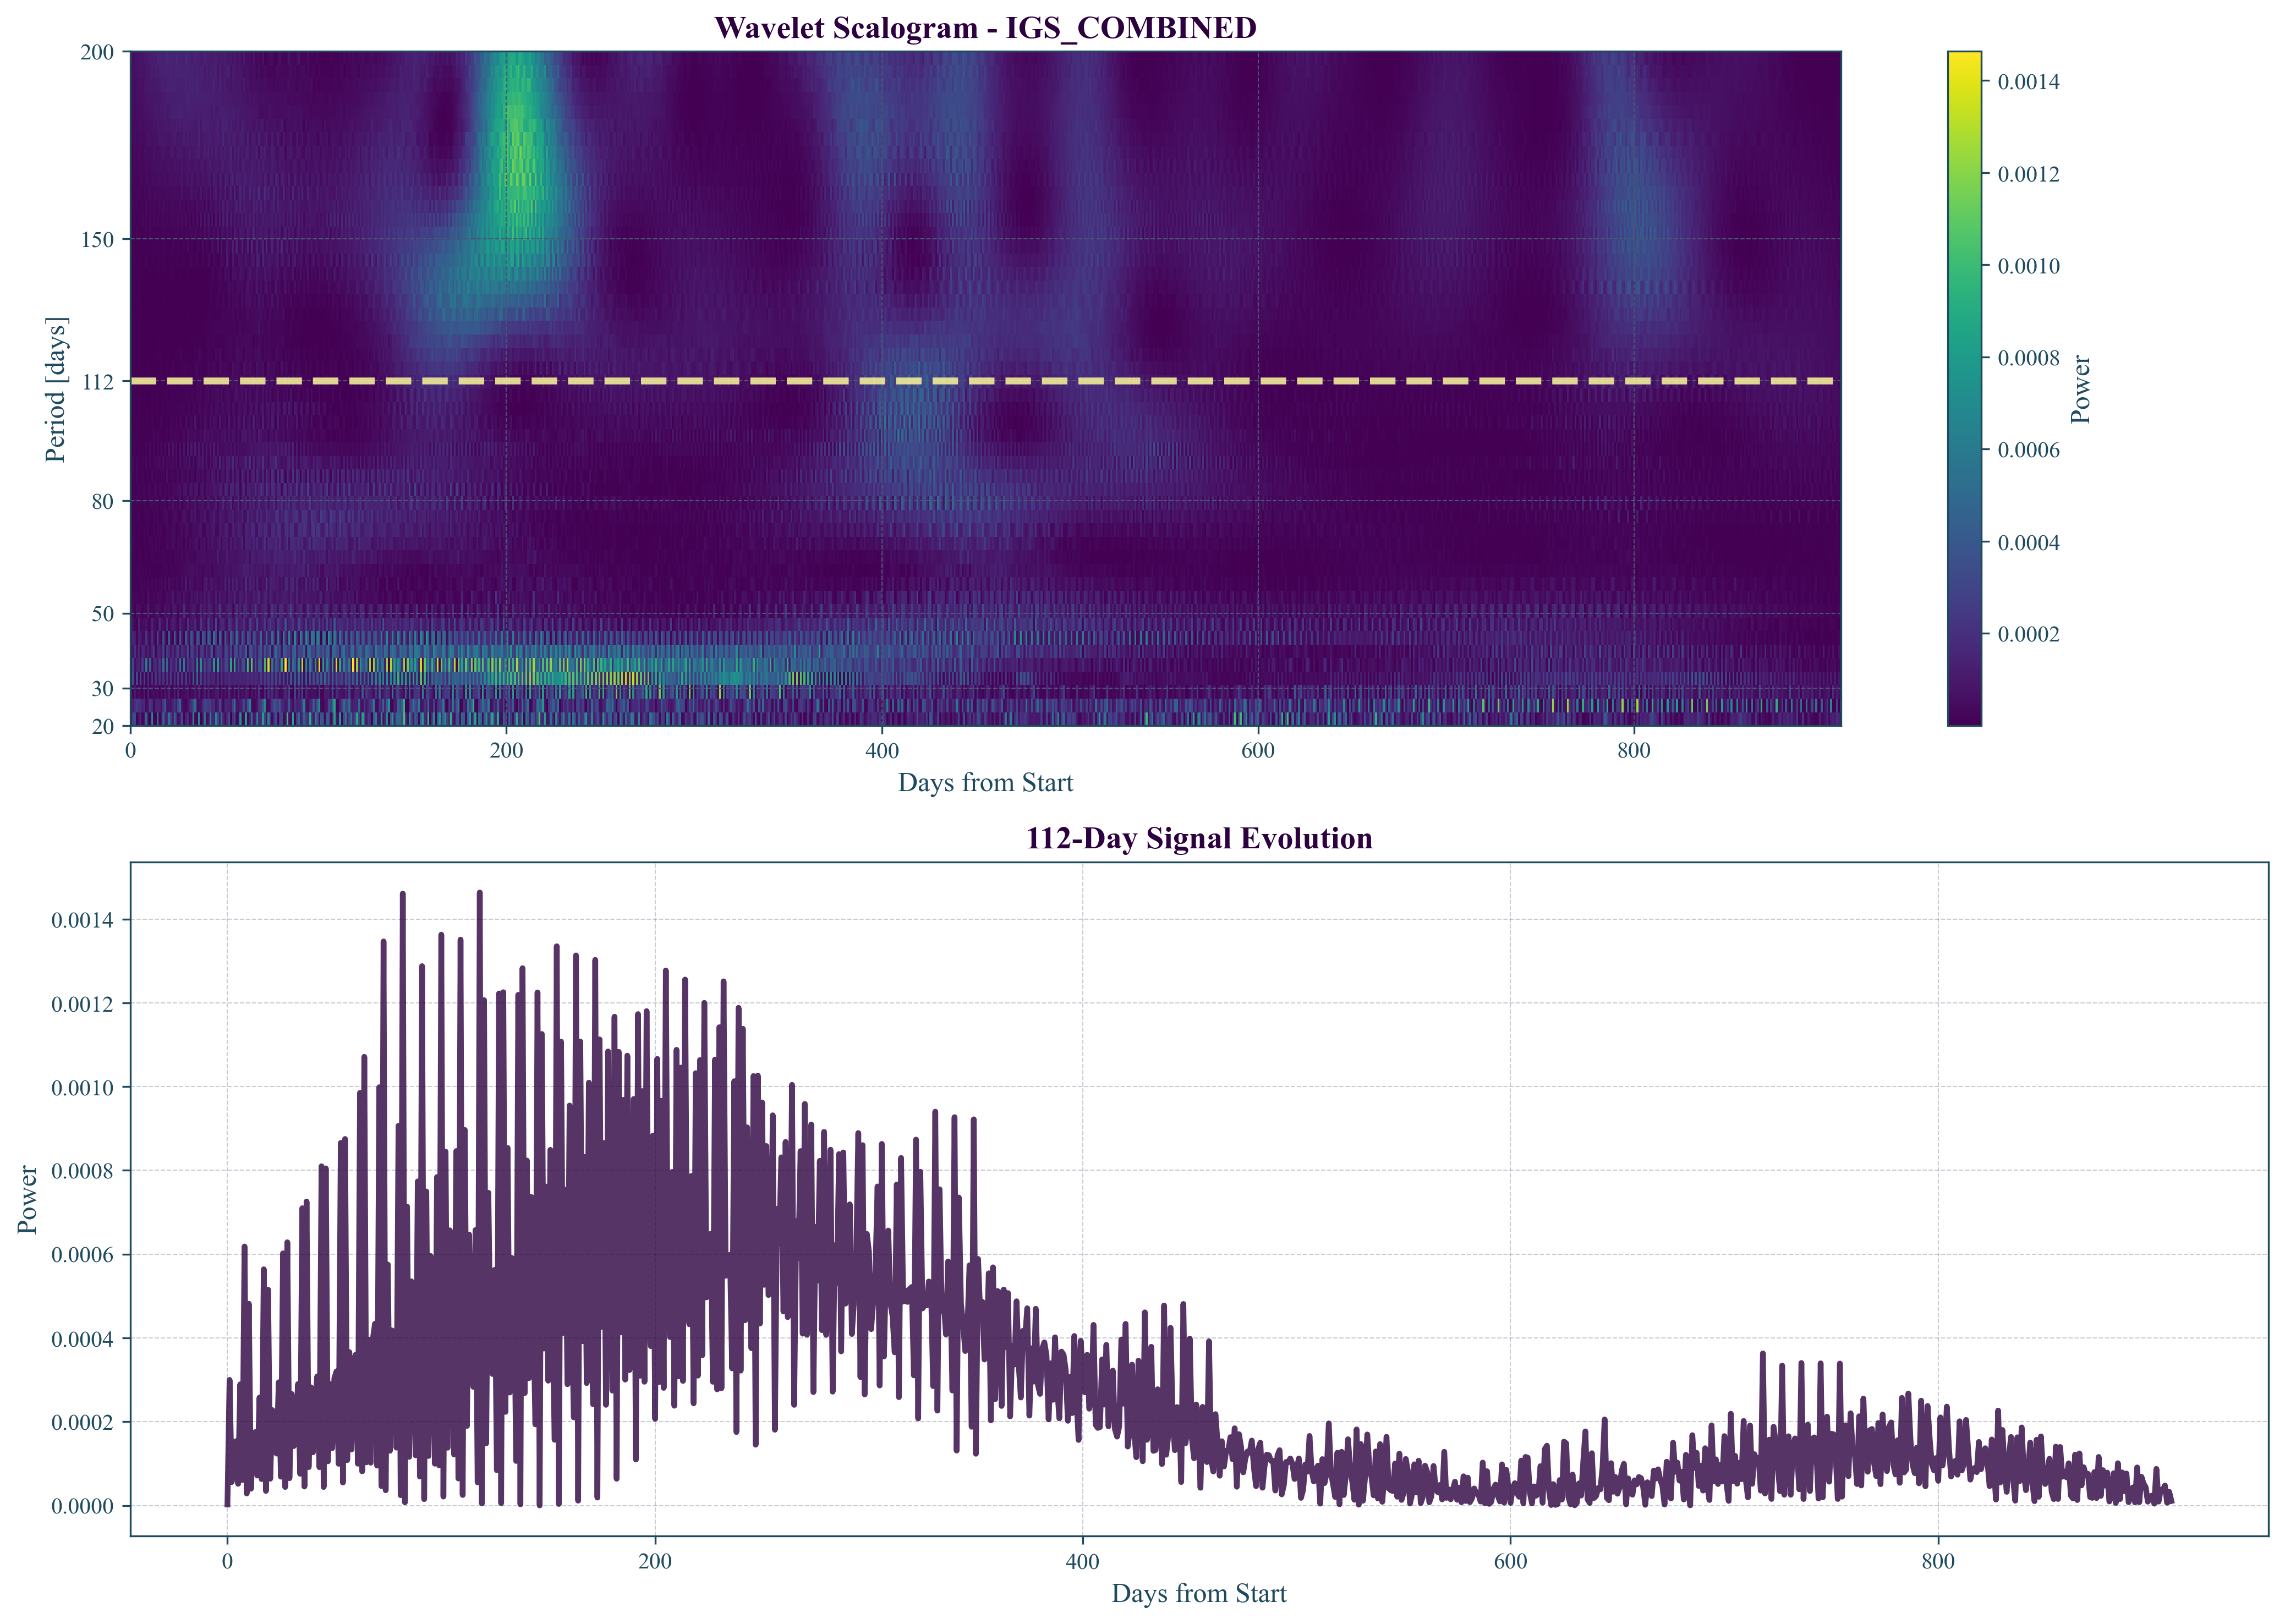 Wavelet Scalogram - IGS_COMBINED
200
150
112
80
50
30
20
Period [days]
0 200 400 600 800
Days from Start
0.0014
0.0012
0.0010
0.0008
0.0006
0.0004
0.0002
Power
112-Day Signal Evolution
0.0014
0.0012
0.0010
0.0008
0.0006
0.0004
0.0002
0.0000
Power
0 200 400 600 800
Days from Start